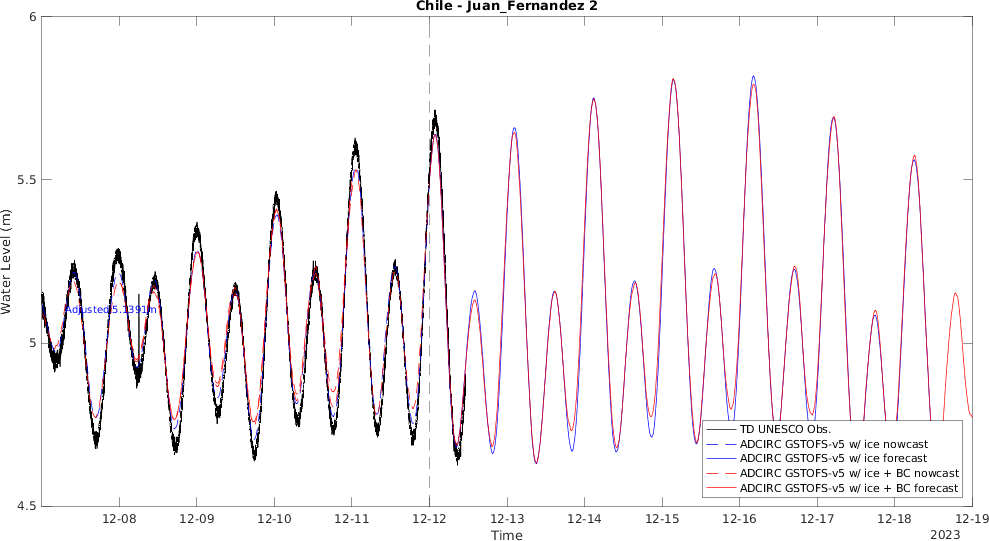 Chile - Juan_Fernandez 2
6
5.5
5
4.5
Water Level (m)
Adjusted 5.1391m
12-08 12-09 12-10 12-11 12-12 12-13 12-14 12-15 12-16 12-17 12-18 12-19
Time
2023
TD UNESCO Obs.
ADCIRC GSTOFS-v5 w/ ice nowcast
ADCIRC GSTOFS-v5 w/ ice forecast
ADCIRC GSTOFS-v5 w/ ice + BC nowcast
ADCIRC GSTOFS-v5 w/ ice + BC forecast